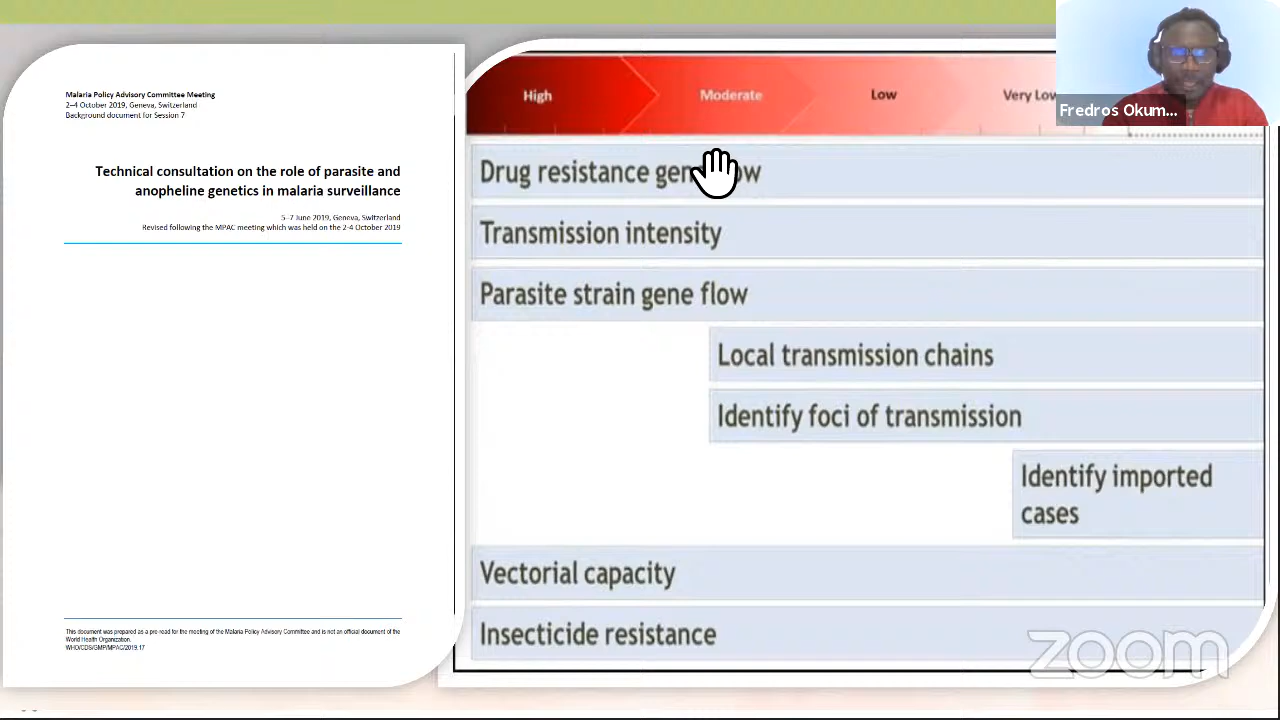 Malaria Policy Advisory Committee Meeting
2–4 October 2019, Geneva, Switzerland
Background document for Session 7
Technical consultation on the role of parasite and
anopheline genetics in malaria surveillance
5–7 June 2019, Geneva, Switzerland
Revised following the MPAC meeting which was held on the 2-4 October 2019
This document was prepared as a pre-read for the meeting of the Malaria Policy Advisory Committee and is not an official document of the
World Health Organization.
WHO/CDS/GMP/MPAC/2019.17
High
Moderate
Low
Very Low
Drug resistance
Transmission intensity
Parasite strain gene flow
Local transmission chains
Identify foci of transmission
Identify imported
cases
Vectorial capacity
Insecticide resistance
Fredros Okum...
zoom